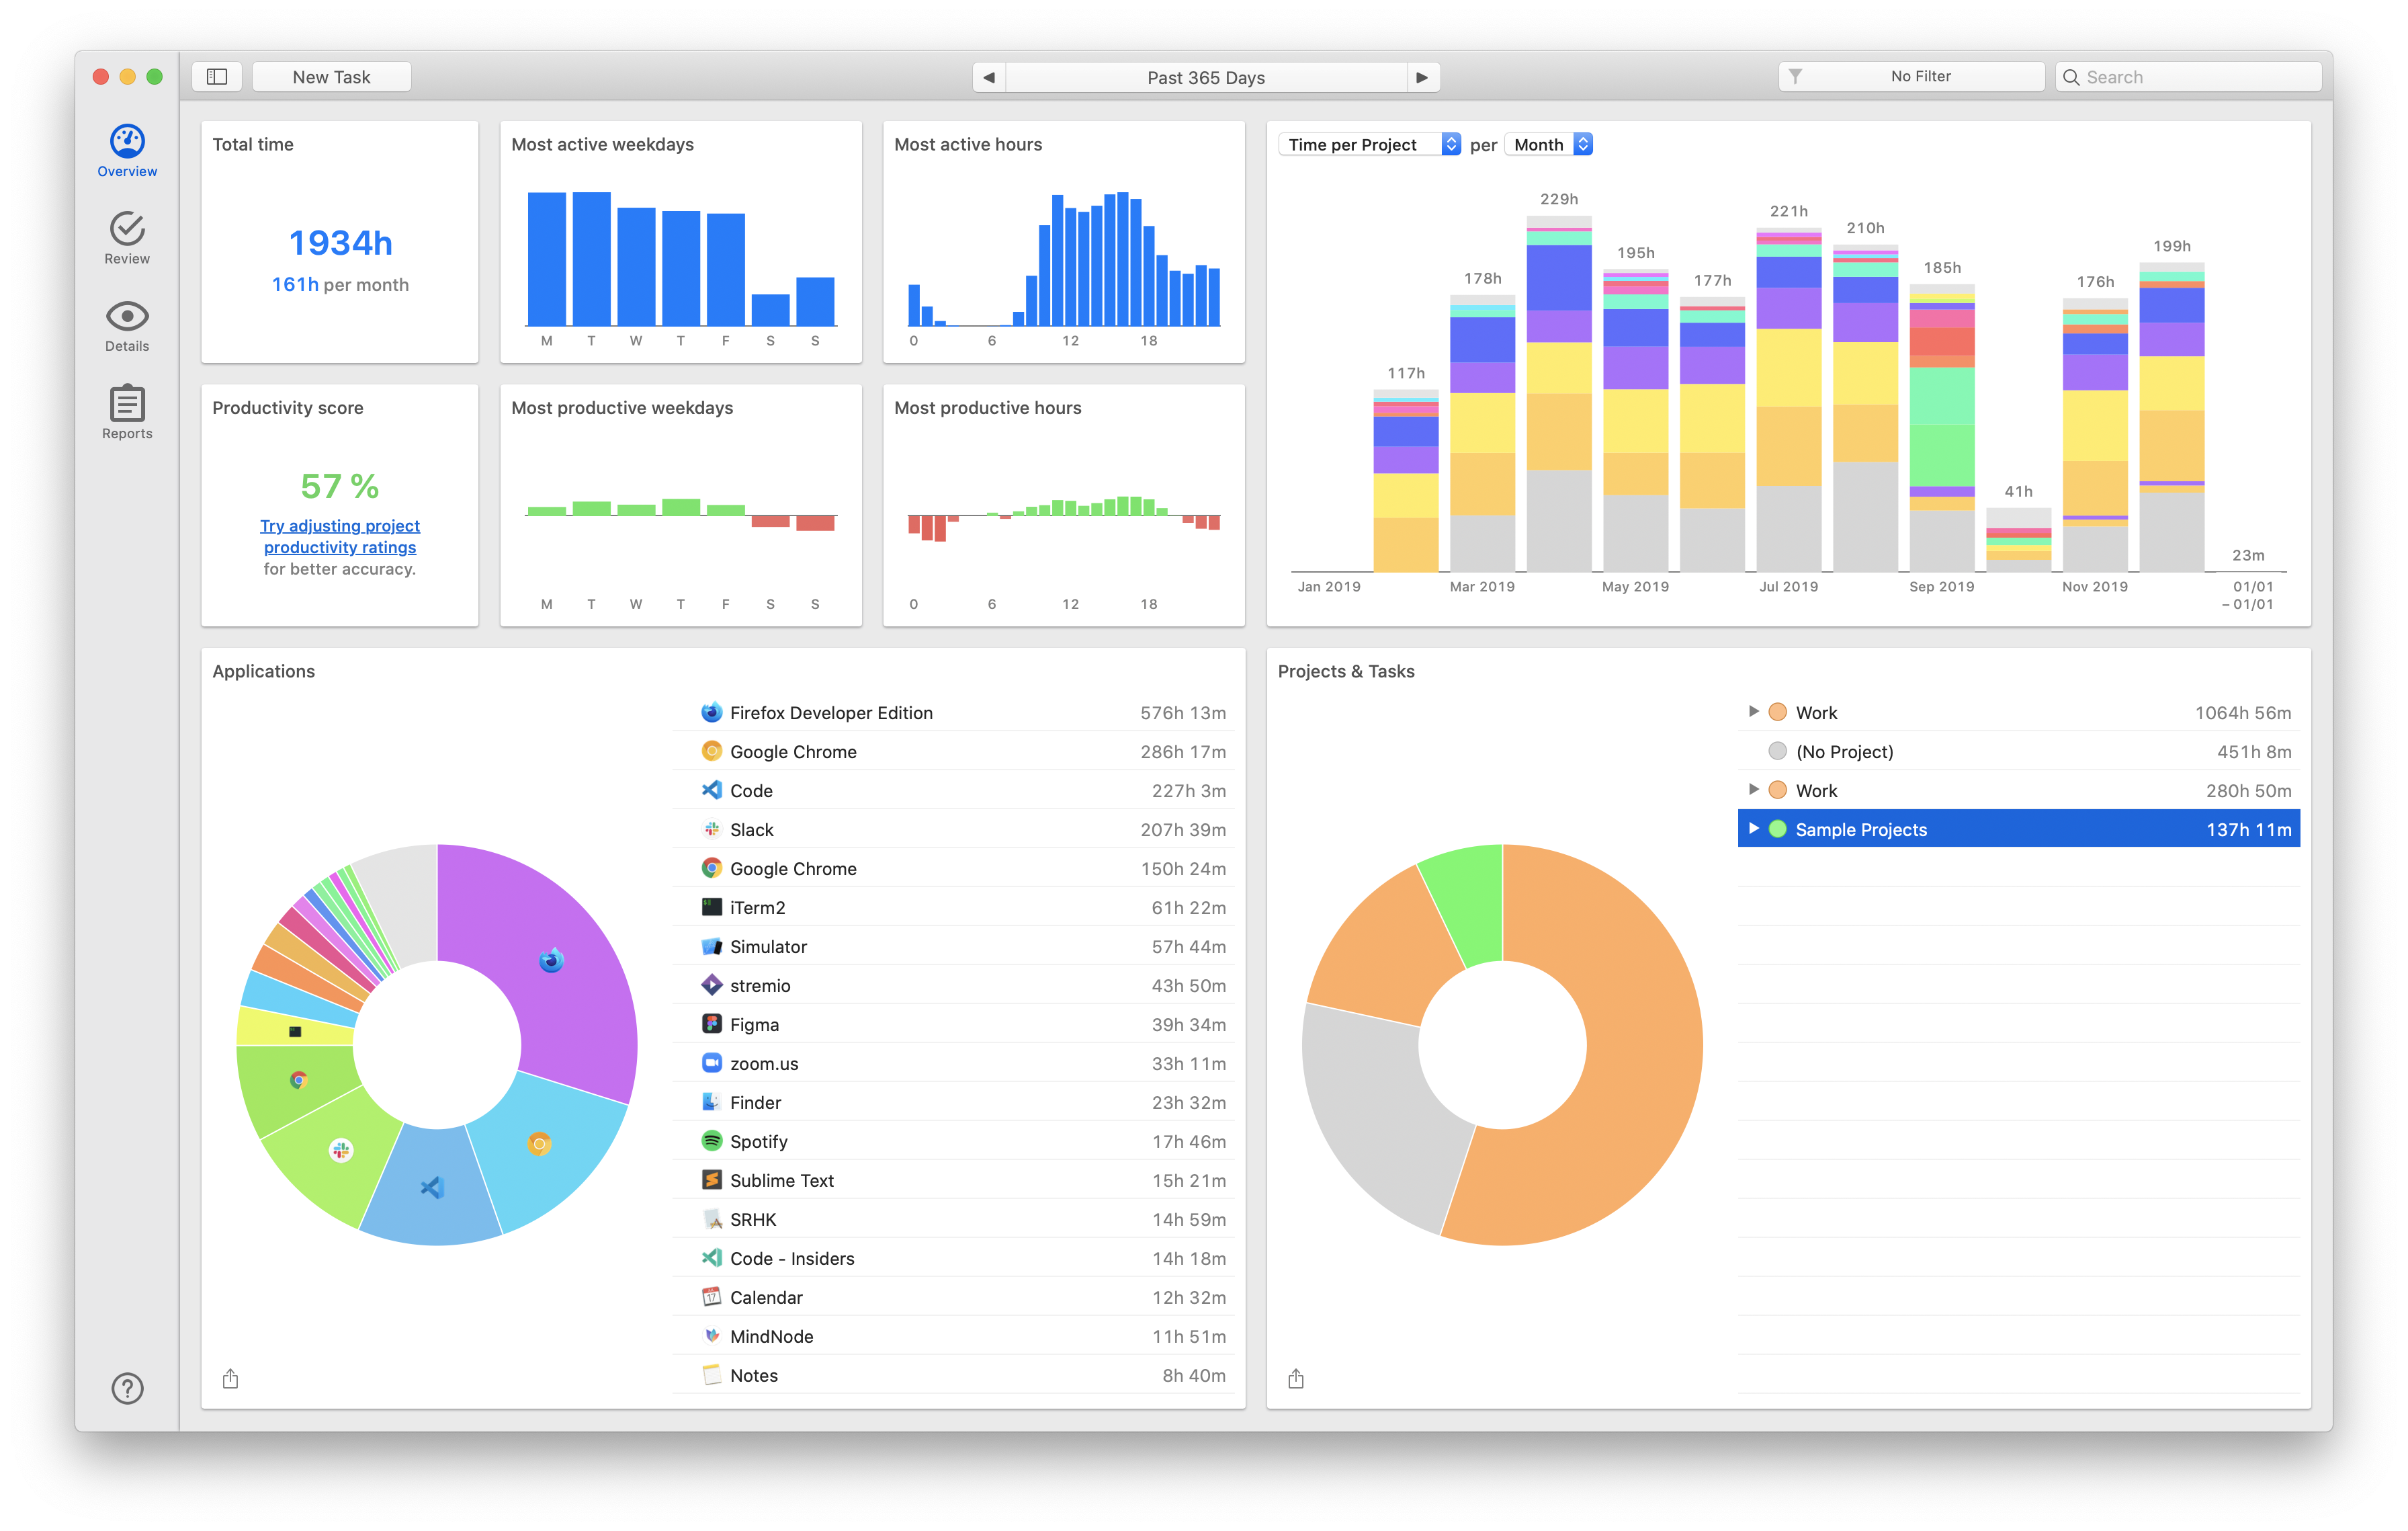 New Task
Past 365 Days
No Filter
Search
Overview
Review
Details
Reports
Total time
1934h
161h per month
Most active weekdays
M T W T F S S
Most active hours
0 6 12 18
Time per Project per Month
117h
178h
229h
195h
177h
221h
210h
185h
41h
176h
199h
23m
Jan 2019 Mar 2019 May 2019 Jul 2019 Sep 2019 Nov 2019 01/01
– 01/01
Productivity score
57 %
Try adjusting project
productivity ratings
for better accuracy.
Most productive weekdays
M T W T F S S
Most productive hours
0 6 12 18
Applications
Firefox Developer Edition 576h 13m
Google Chrome 286h 17m
Code 227h 3m
Slack 207h 39m
Google Chrome 150h 24m
iTerm2 61h 22m
Simulator 57h 44m
stremio 43h 50m
Figma 39h 34m
zoom.us 33h 11m
Finder 23h 32m
Spotify 17h 46m
Sublime Text 15h 21m
SRHK 14h 59m
Code - Insiders 14h 18m
Calendar 12h 32m
MindNode 11h 51m
Notes 8h 40m
Projects & Tasks
Work 1064h 56m
(No Project) 451h 8m
Work 280h 50m
Sample Projects 137h 11m